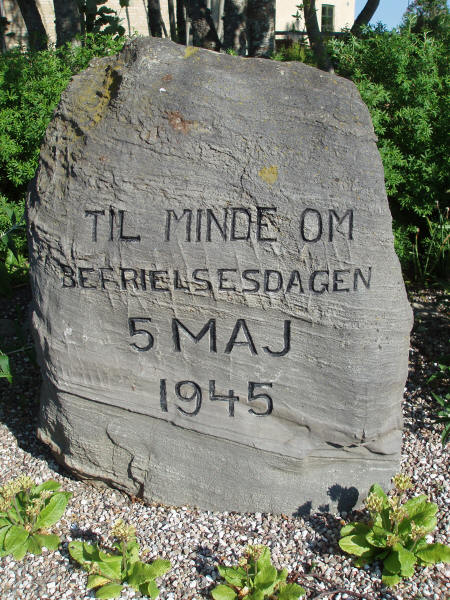 TIL MINDE OM
BEFRIELSESDAGEN
5 MAJ
1945